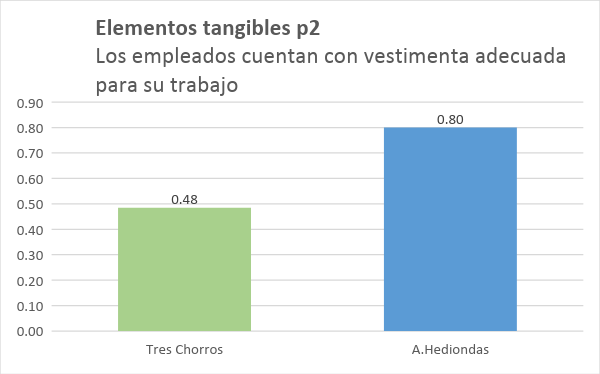 Elementos tangibles p2
Los empleados cuentan con vestimenta adecuada
para su trabajo
0.90
0.80
0.70
0.60
0.50
0.40
0.30
0.20
0.10
0.00
0.48
0.80
Tres Chorros
A.Hediondas